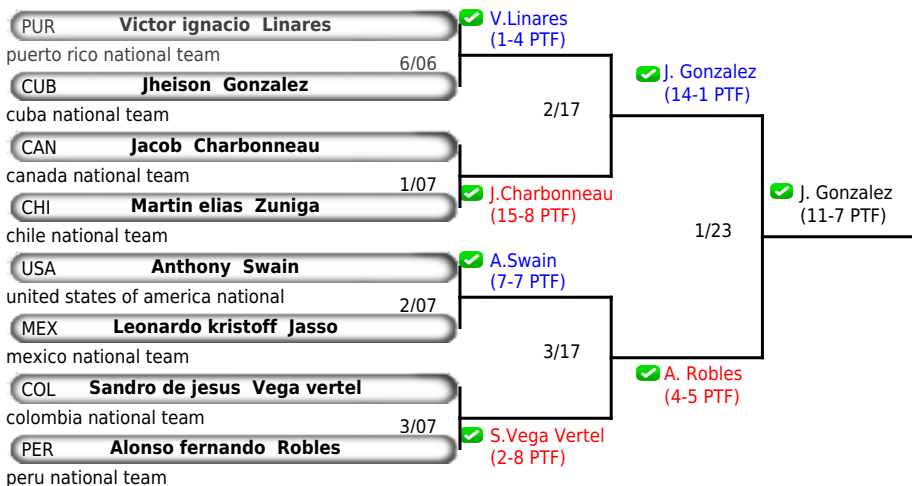 PUR Victor ignacio Linares
puerto rico national team
6/06
CUB Jheison Gonzalez
cuba national team
CAN Jacob Charbonneau
canada national team
1/07
CHI Martin elias Zuniga
chile national team
USA Anthony Swain
united states of america national
2/07
MEX Leonardo kristoff Jasso
mexico national team
COL Sandro de jesus Vega vertel
colombia national team
3/07
PER Alonso fernando Robles
peru national team
V.Linares
(1-4 PTF)
2/17
J.Charbonneau
(15-8 PTF)
A.Swain
(7-7 PTF)
3/17
S.Vega Vertel
(2-8 PTF)
J. Gonzalez
(14-1 PTF)
1/23
A. Robles
(4-5 PTF)
J. Gonzalez
(11-7 PTF)